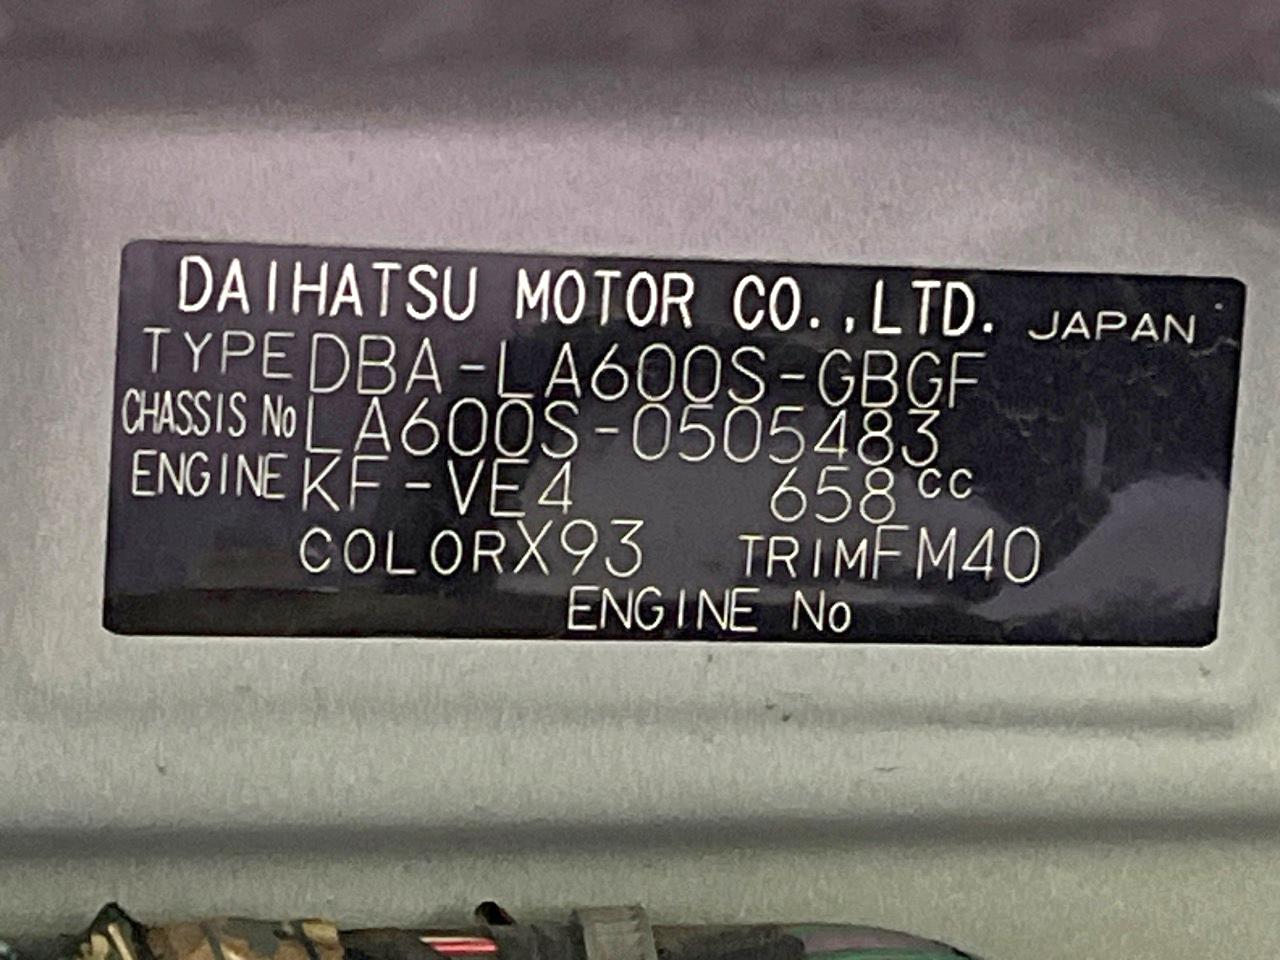 DAIHATSU MOTOR CO.,LTD. JAPAN
TYPE DBA-LA600S-GBGF
CHASSIS No LA600S-0505483
ENGINE KF-VE4 658cc
COLOR X93 TRIM FM40
ENGINE No